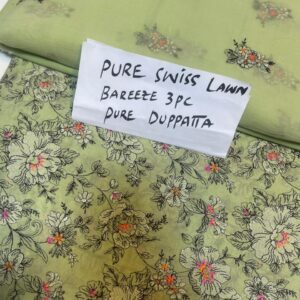 PURE SWISS LAWN
BAREEZE 3PC
PURE DUPPATTA